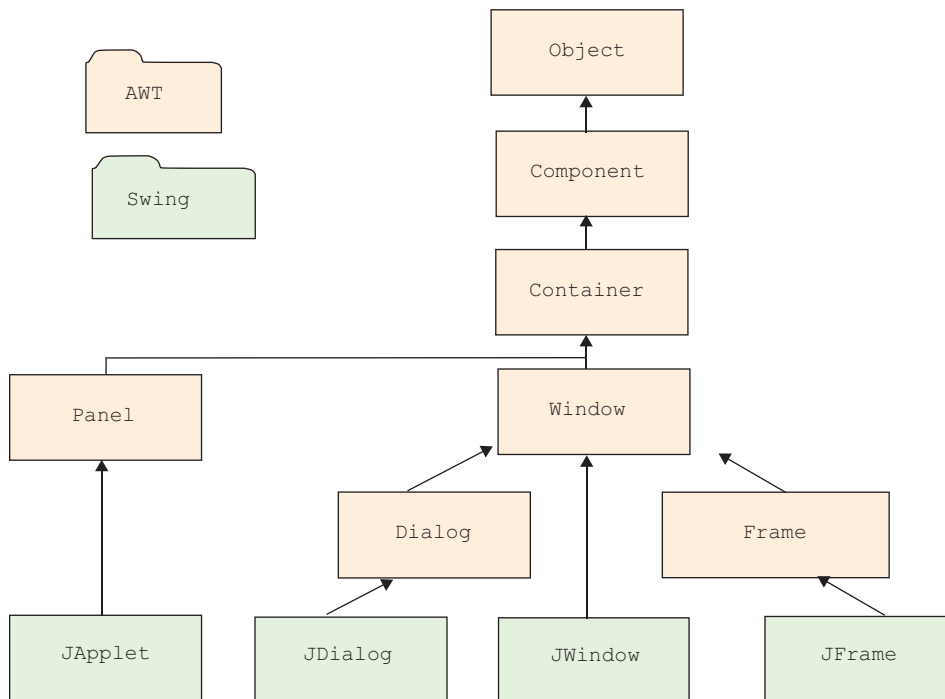 Object
AWT
Component
Swing
Container
Panel
Window
Dialog
Frame
JApplet
JDialog
JWindow
JFrame